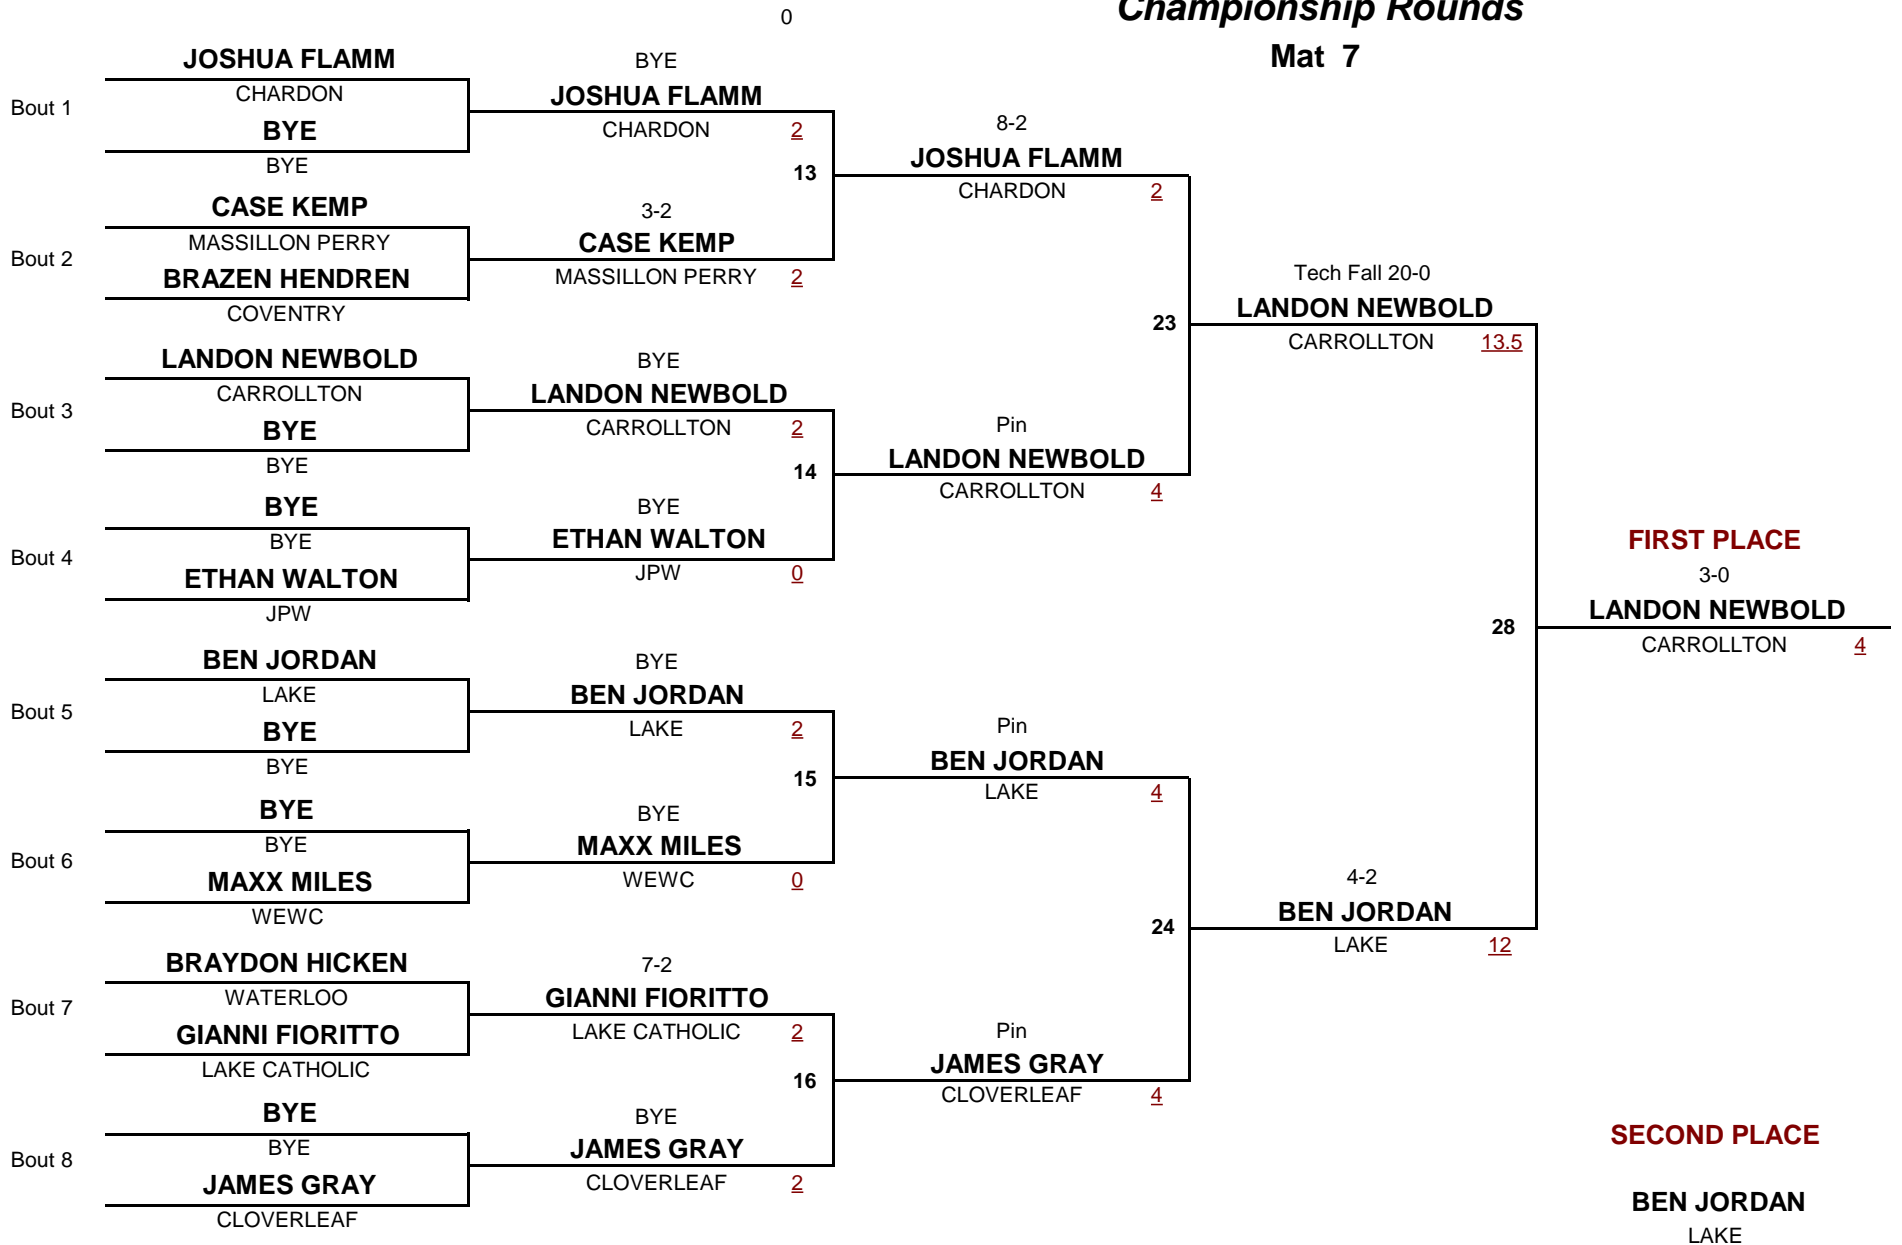 0
Championship Rounds
Mat 7
JOSHUA FLAMM
CHARDON
Bout 1
BYE
BYE
CASE KEMP
MASSILLON PERRY
Bout 2
BRAZEN HENDREN
COVENTRY
LANDON NEWBOLD
CARROLLTON
Bout 3
BYE
BYE
BYE
BYE
Bout 4
ETHAN WALTON
JPW
BEN JORDAN
LAKE
Bout 5
BYE
BYE
BYE
BYE
Bout 6
MAXX MILES
WEWC
BRAYDON HICKEN
WATERLOO
Bout 7
GIANNI FIORITTO
LAKE CATHOLIC
BYE
BYE
Bout 8
JAMES GRAY
CLOVERLEAF
BYE
JOSHUA FLAMM
CHARDON 2
13
3-2
CASE KEMP
MASSILLON PERRY 2
BYE
LANDON NEWBOLD
CARROLLTON 2
14
BYE
ETHAN WALTON
JPW 0
BYE
BEN JORDAN
LAKE 2
15
BYE
MAXX MILES
WEWC 0
7-2
GIANNI FIORITTO
LAKE CATHOLIC 2
16
BYE
JAMES GRAY
CLOVERLEAF 2
8-2
JOSHUA FLAMM
CHARDON 2
23
Pin
LANDON NEWBOLD
CARROLLTON 4
Pin
BEN JORDAN
LAKE 4
24
Pin
JAMES GRAY
CLOVERLEAF 4
Tech Fall 20-0
LANDON NEWBOLD
CARROLLTON 13.5
28
4-2
BEN JORDAN
LAKE 12
FIRST PLACE
3-0
LANDON NEWBOLD
CARROLLTON 4
SECOND PLACE
BEN JORDAN
LAKE